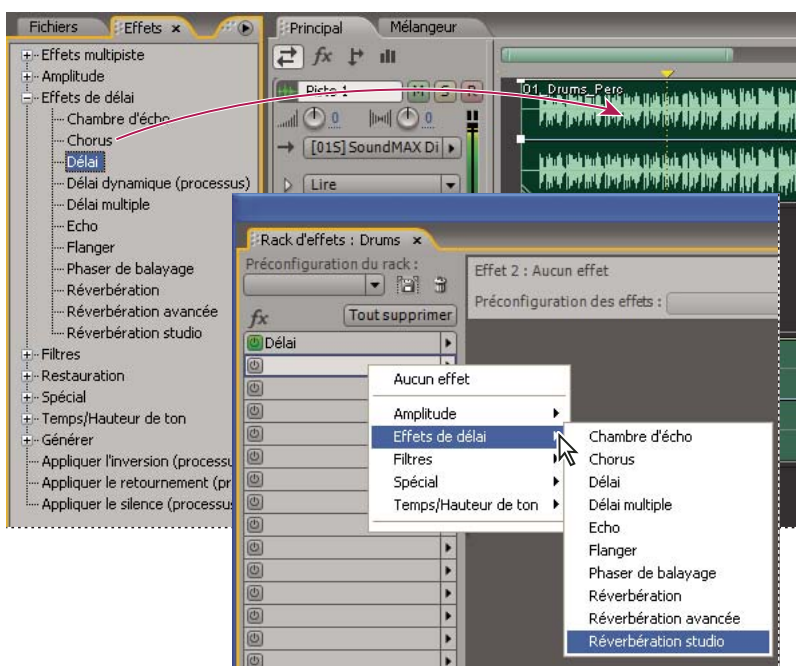 Fichiers
Effets
Effets multipiste
Amplitude
Effets de délai
Chambre d'écho
Chorus
Délai
Délai dynamique (processus)
Délai multiple
Echo
Flanger
Phaser de balayage
Réverbération
Réverbération avancée
Réverbération studio
Filtres
Restauration
Spécial
Temps/Hauteur de ton
Générer
Appliquer l'inversion (processu
Appliquer le retournement (pr
Appliquer le silence (processus
Principal Mélangeur
fx
Piste 1 M S R
0 0
[01S] SoundMAX Di
Lire
01_Drums_Perc
Rack d'effets : Drums
Préconfiguration du rack :
fx Tout supprimer
Délai
Effet 2 : Aucun effet
Préconfiguration des effets :
Aucun effet
Amplitude
Effets de délai
Filtres
Spécial
Temps/Hauteur de ton
Chambre d'écho
Chorus
Délai
Délai multiple
Echo
Flanger
Phaser de balayage
Réverbération
Réverbération avancée
Réverbération studio